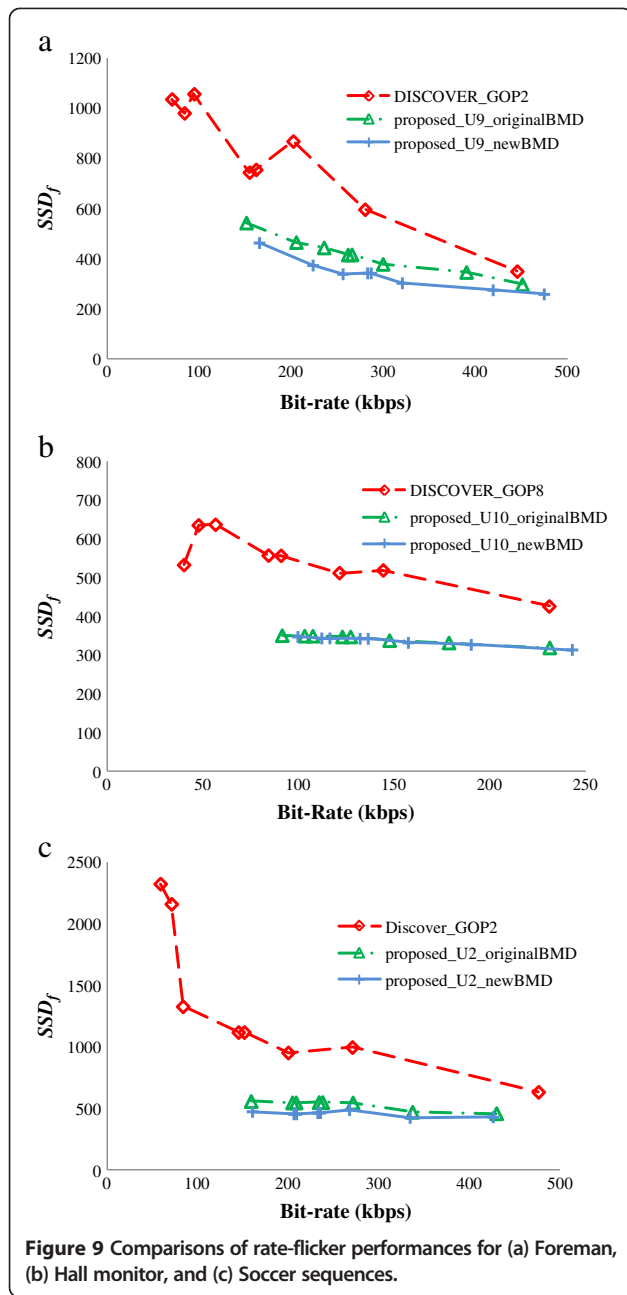 a
1200
1000
800
600
400
200
0
SSDf
DISCOVER_GOP2
proposed_U9_originalBMD
proposed_U9_newBMD
0 100 200 300 400 500
Bit-rate (kbps)
b
800
700
600
500
400
300
200
100
0
SSDf
DISCOVER_GOP8
proposed_U10_originalBMD
proposed_U10_newBMD
0 50 100 150 200 250
Bit-Rate (kbps)
c
2500
2000
1500
1000
500
0
SSDf
Discover_GOP2
proposed_U2_originalBMD
proposed_U2_newBMD
0 100 200 300 400 500
Bit-rate (kbps)
Figure 9 Comparisons of rate-flicker performances for (a) Foreman,
(b) Hall monitor, and (c) Soccer sequences.